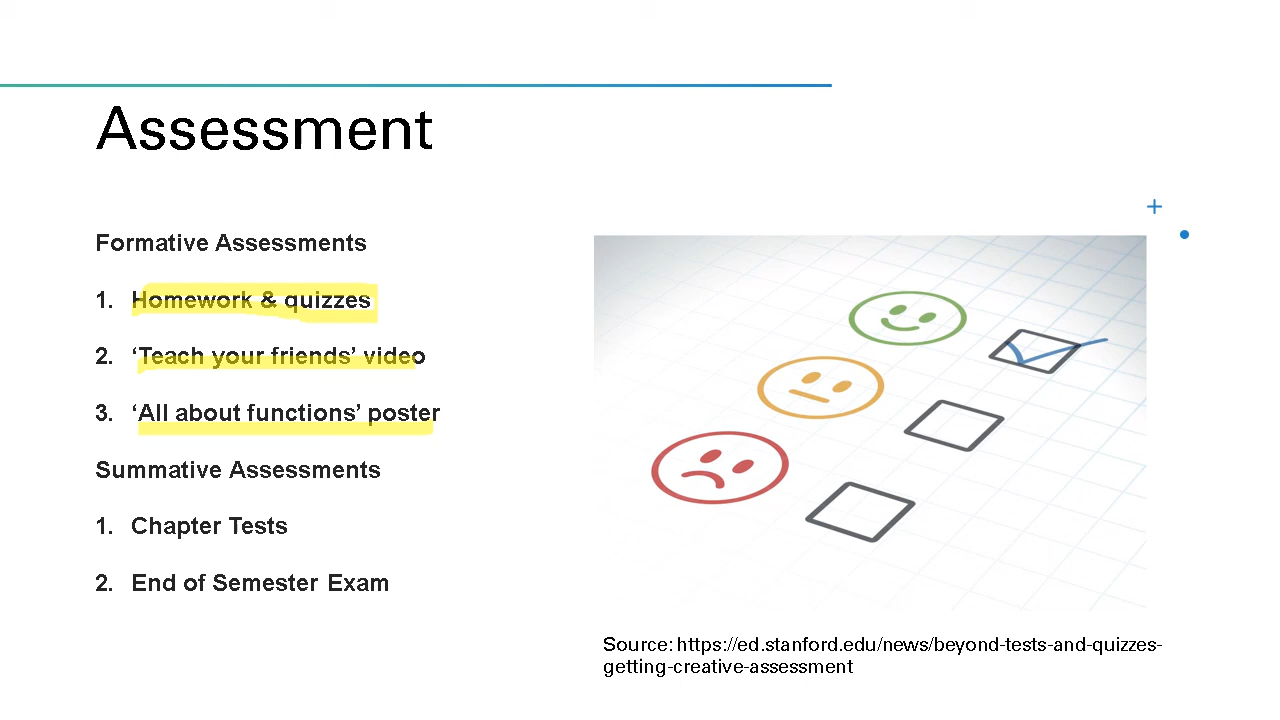 Assessment
Formative Assessments
1. Homework & quizzes
2. ‘Teach your friends’ video
3. ‘All about functions’ poster
Summative Assessments
1. Chapter Tests
2. End of Semester Exam
Source: https://ed.stanford.edu/news/beyond-tests-and-quizzes-
getting-creative-assessment